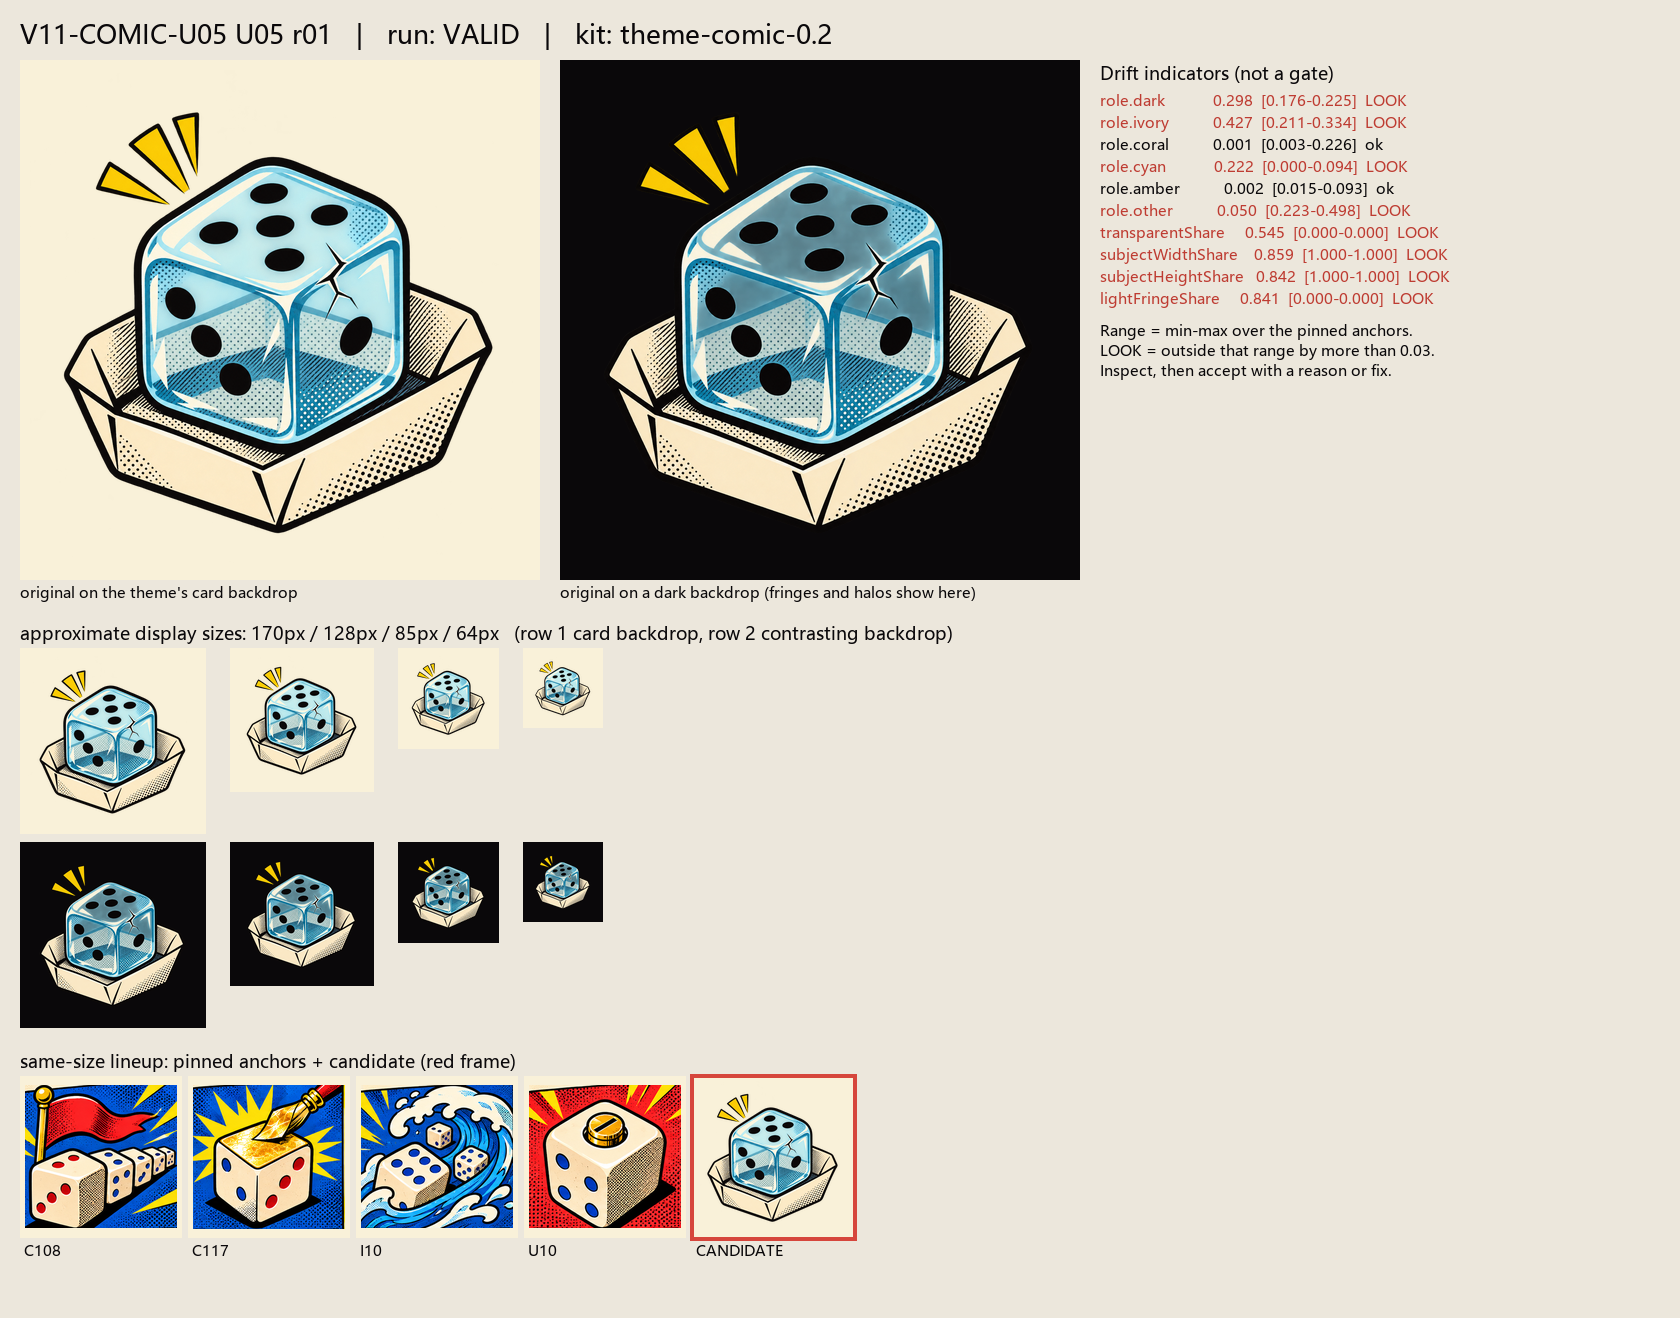 V11-COMIC-U05 U05 r01 | run: VALID | kit: theme-comic-0.2
Drift indicators (not a gate)
role.dark 0.298 [0.176-0.225] LOOK
role.ivory 0.427 [0.211-0.334] LOOK
role.coral 0.001 [0.003-0.226] ok
role.cyan 0.222 [0.000-0.094] LOOK
role.amber 0.002 [0.015-0.093] ok
role.other 0.050 [0.223-0.498] LOOK
transparentShare 0.545 [0.000-0.000] LOOK
subjectWidthShare 0.859 [1.000-1.000] LOOK
subjectHeightShare 0.842 [1.000-1.000] LOOK
lightFringeShare 0.841 [0.000-0.000] LOOK
Range = min-max over the pinned anchors.
LOOK = outside that range by more than 0.03.
Inspect, then accept with a reason or fix.
original on the theme's card backdrop
original on a dark backdrop (fringes and halos show here)
approximate display sizes: 170px / 128px / 85px / 64px (row 1 card backdrop, row 2 contrasting backdrop)
same-size lineup: pinned anchors + candidate (red frame)
C108
C117
I10
U10
CANDIDATE